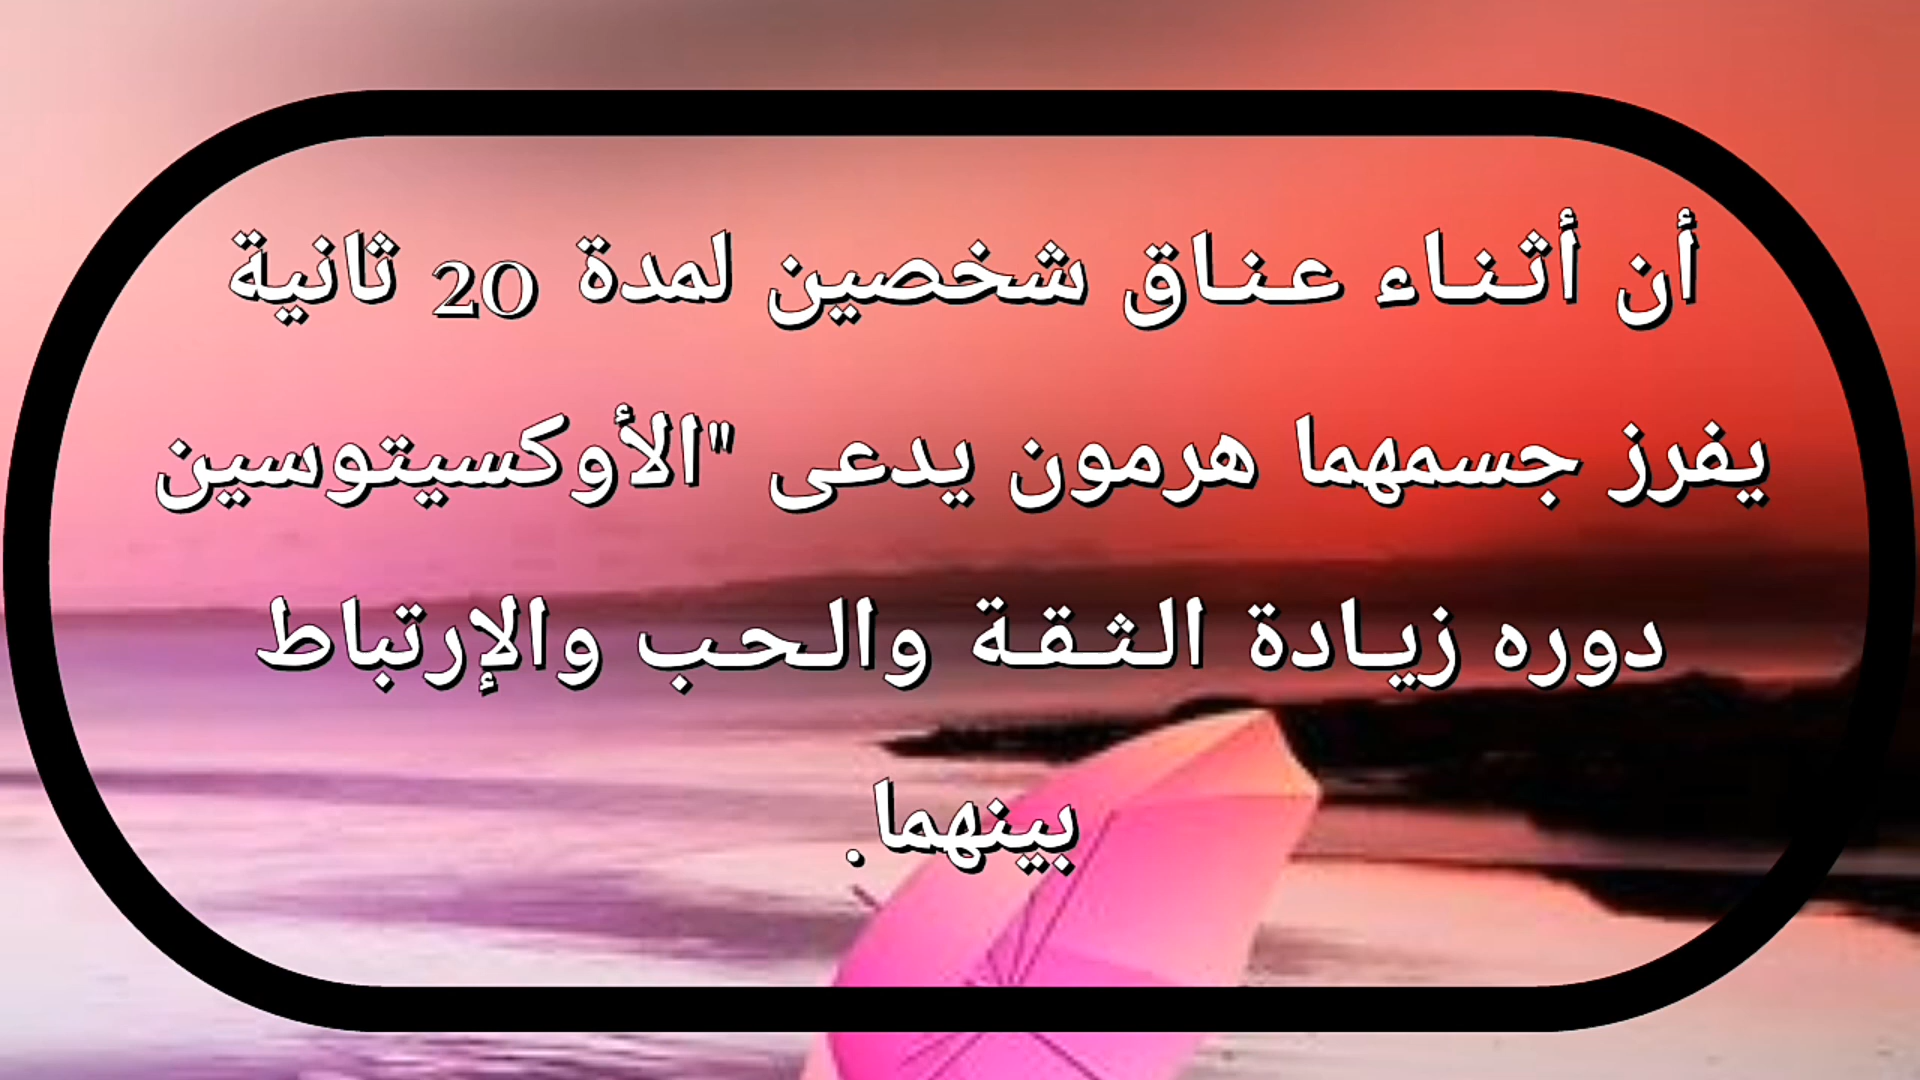 أن أثناء عناق شخصين لمدة 20 ثانية
يفرز جسمهما هرمون يدعى "الأوكسيتوسين
دوره زيادة الثقة والحب والإرتباط
بينهما.